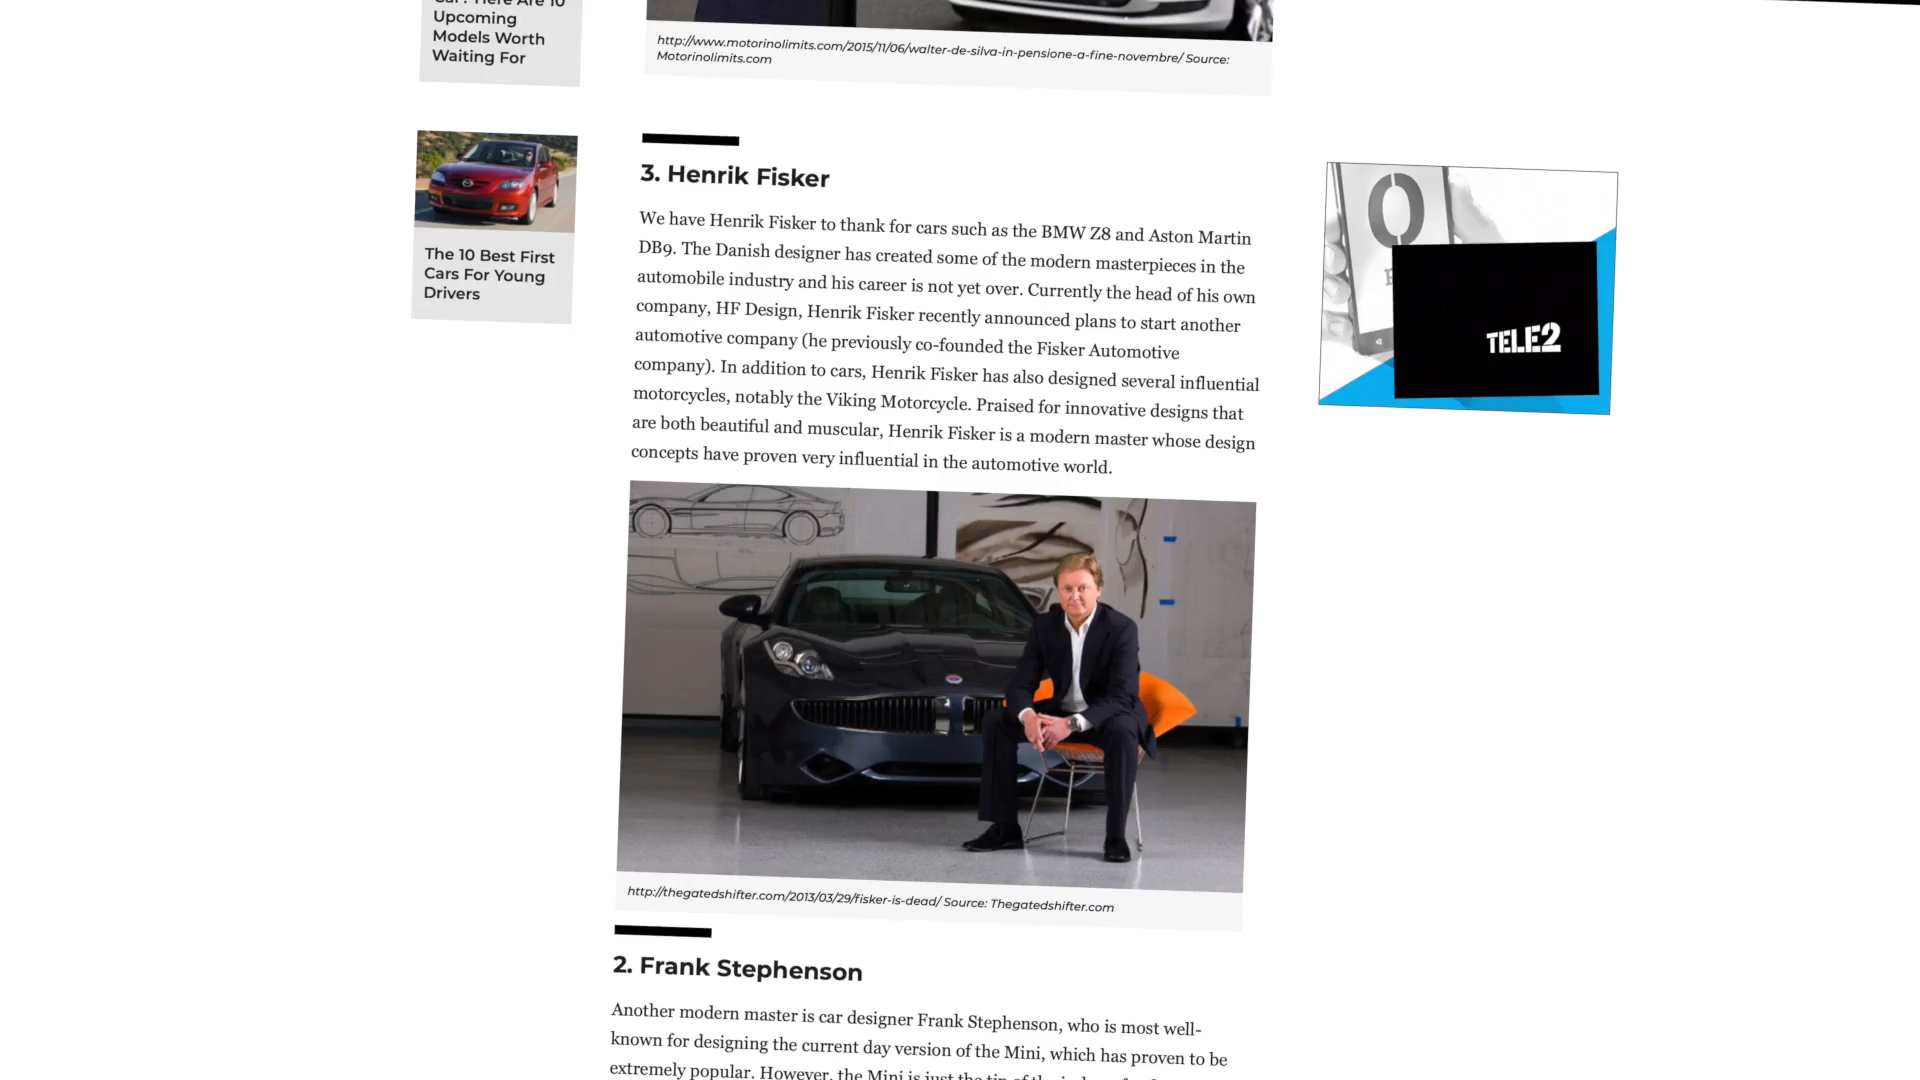 Upcoming
Models Worth
Waiting For
http://www.motorinolimits.com/2015/11/06/walter-de-silva-in-pensione-a-fine-novembre/ Source:
Motorinolimits.com
The 10 Best First
Cars For Young
Drivers
3. Henrik Fisker
We have Henrik Fisker to thank for cars such as the BMW Z8 and Aston Martin
DB9. The Danish designer has created some of the modern masterpieces in the
automobile industry and his career is not yet over. Currently the head of his own
company, HF Design, Henrik Fisker recently announced plans to start another
automotive company (he previously co-founded the Fisker Automotive
company). In addition to cars, Henrik Fisker has also designed several influential
motorcycles, notably the Viking Motorcycle. Praised for innovative designs that
are both beautiful and muscular, Henrik Fisker is a modern master whose design
concepts have proven very influential in the automotive world.
http://thegatedshifter.com/2013/03/29/fisker-is-dead/ Source: Thegatedshifter.com
2. Frank Stephenson
Another modern master is car designer Frank Stephenson, who is most well-
known for designing the current day version of the Mini, which has proven to be
extremely popular. However, the Mini is just the tip of the
0
TELE2